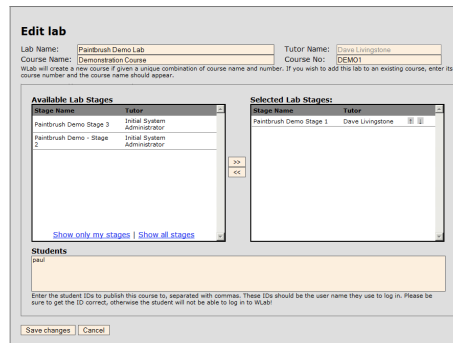 Edit lab
Lab Name: Paintbrush Demo Lab Tutor Name: Dave Livingstone
Course Name: Demonstration Course Course No: DEMO1
WLab will create a new course if given a unique combination of course name and number. If you wish to add this lab to an existing course, enter its
course number and the course name should appear.
Available Lab Stages
Stage Name Tutor
Paintbrush Demo Stage 3 Initial System
Administrator
Paintbrush Demo - Stage Initial System
2 Administrator
Show only my stages | Show all stages
>>
<<
Selected Lab Stages:
Stage Name Tutor
Paintbrush Demo Stage 1 Dave Livingstone
Students
paul
Enter the student IDs to publish this course to, separated with commas. These IDs should be the user name they use to log in. Please be
sure to get the ID correct, otherwise the student will not be able to log in to WLab!
Save changes Cancel